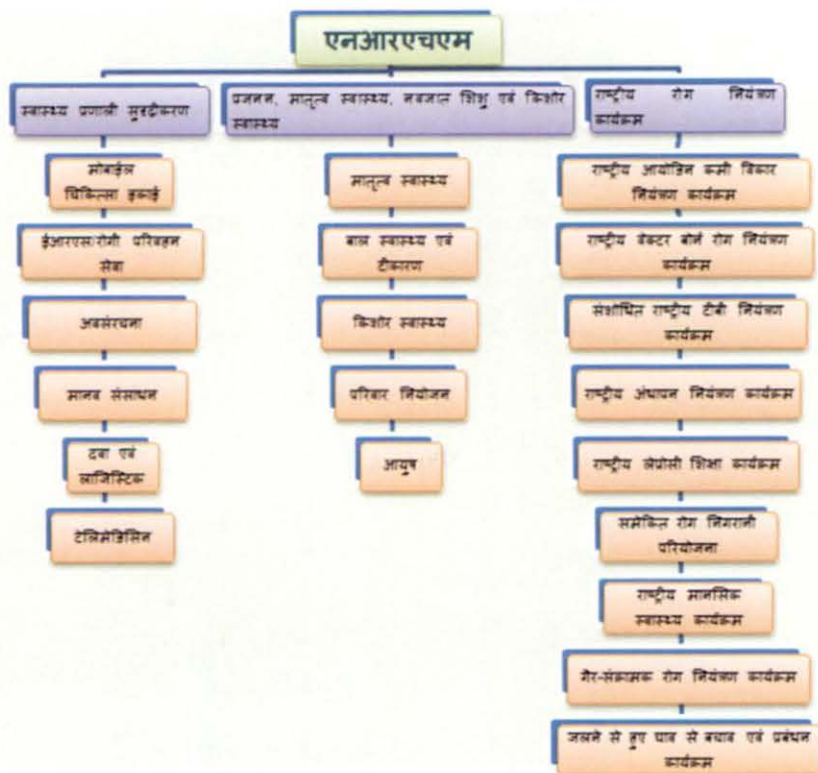 एनआरएचएम
स्वास्थ्य प्रणाली सुदृढीकरण
मोबाईल
चिकित्सा इकाई
ईआरएस/रोगी परिवहन
सेवा
अवसंरचना
मानव संसाधन
दवा एवं
लाजिस्टिक
टेलिमेडिसिन
प्रजनन, मातृत्व स्वास्थ्य, नवजात शिशु एवं किशोर
स्वास्थ्य
मातृत्व स्वास्थ्य
बाल स्वास्थ्य एवं
टीकारण
किशोर स्वास्थ्य
परिवार नियोजन
आयुष
राष्ट्रीय रोग नियंत्रण
कार्यक्रम
राष्ट्रीय आयोडिन कमी विकार
नियंत्रण कार्यक्रम
राष्ट्रीय वेक्टर बोर्न रोग नियंत्रण
कार्यक्रम
संशोधित राष्ट्रीय टीबी नियंत्रण
कार्यक्रम
राष्ट्रीय अंधापन नियंत्रण कार्यक्रम
राष्ट्रीय लेप्रोसी शिक्षा कार्यक्रम
समेकित रोग निगरानी
परियोजना
राष्ट्रीय मानसिक
स्वास्थ्य कार्यक्रम
गैर-संक्रामक रोग नियंत्रण कार्यक्रम
जलने से हुए घाव से बचाव एवं प्रबंधन
कार्यक्रम